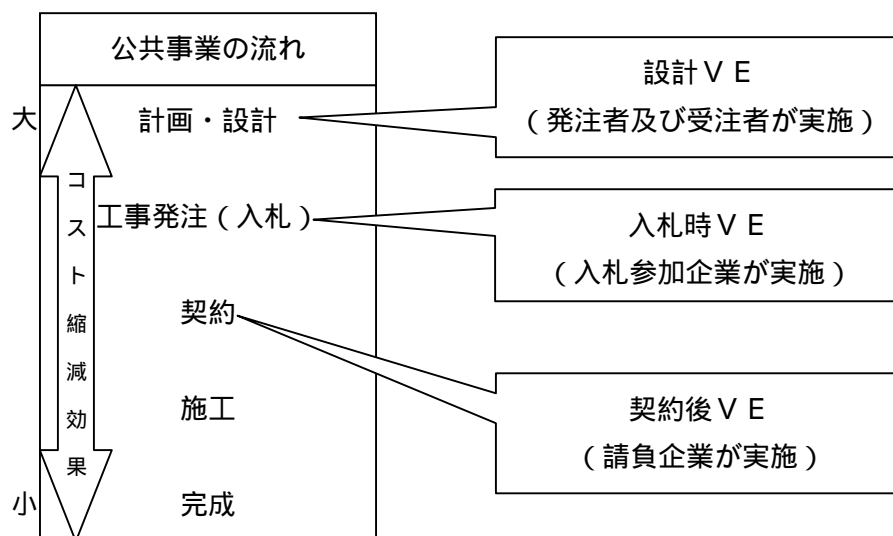 公共事業の流れ
大
計画・設計
工事発注(入札)
契約
施工
小
完成
コスト縮減効果
設計VE
(発注者及び受注者が実施)
入札時VE
(入札参加企業が実施)
契約後VE
(請負企業が実施)